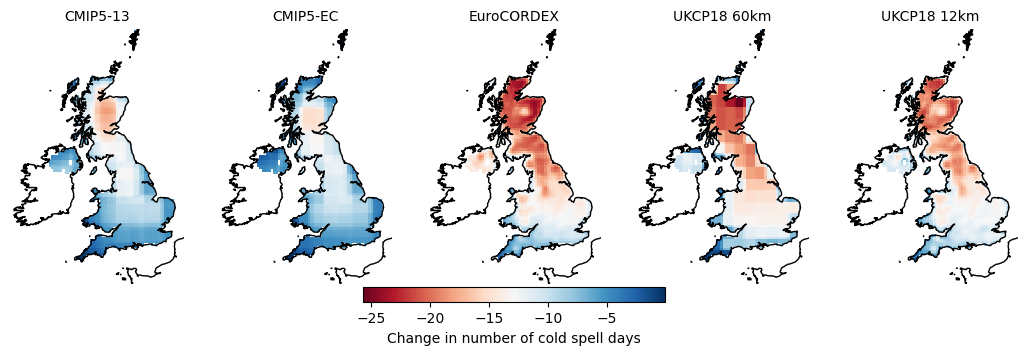 CMIP5-13 CMIP5-EC EuroCORDEX UKCP18 60km UKCP18 12km
−25 −20 −15 −10 −5
Change in number of cold spell days